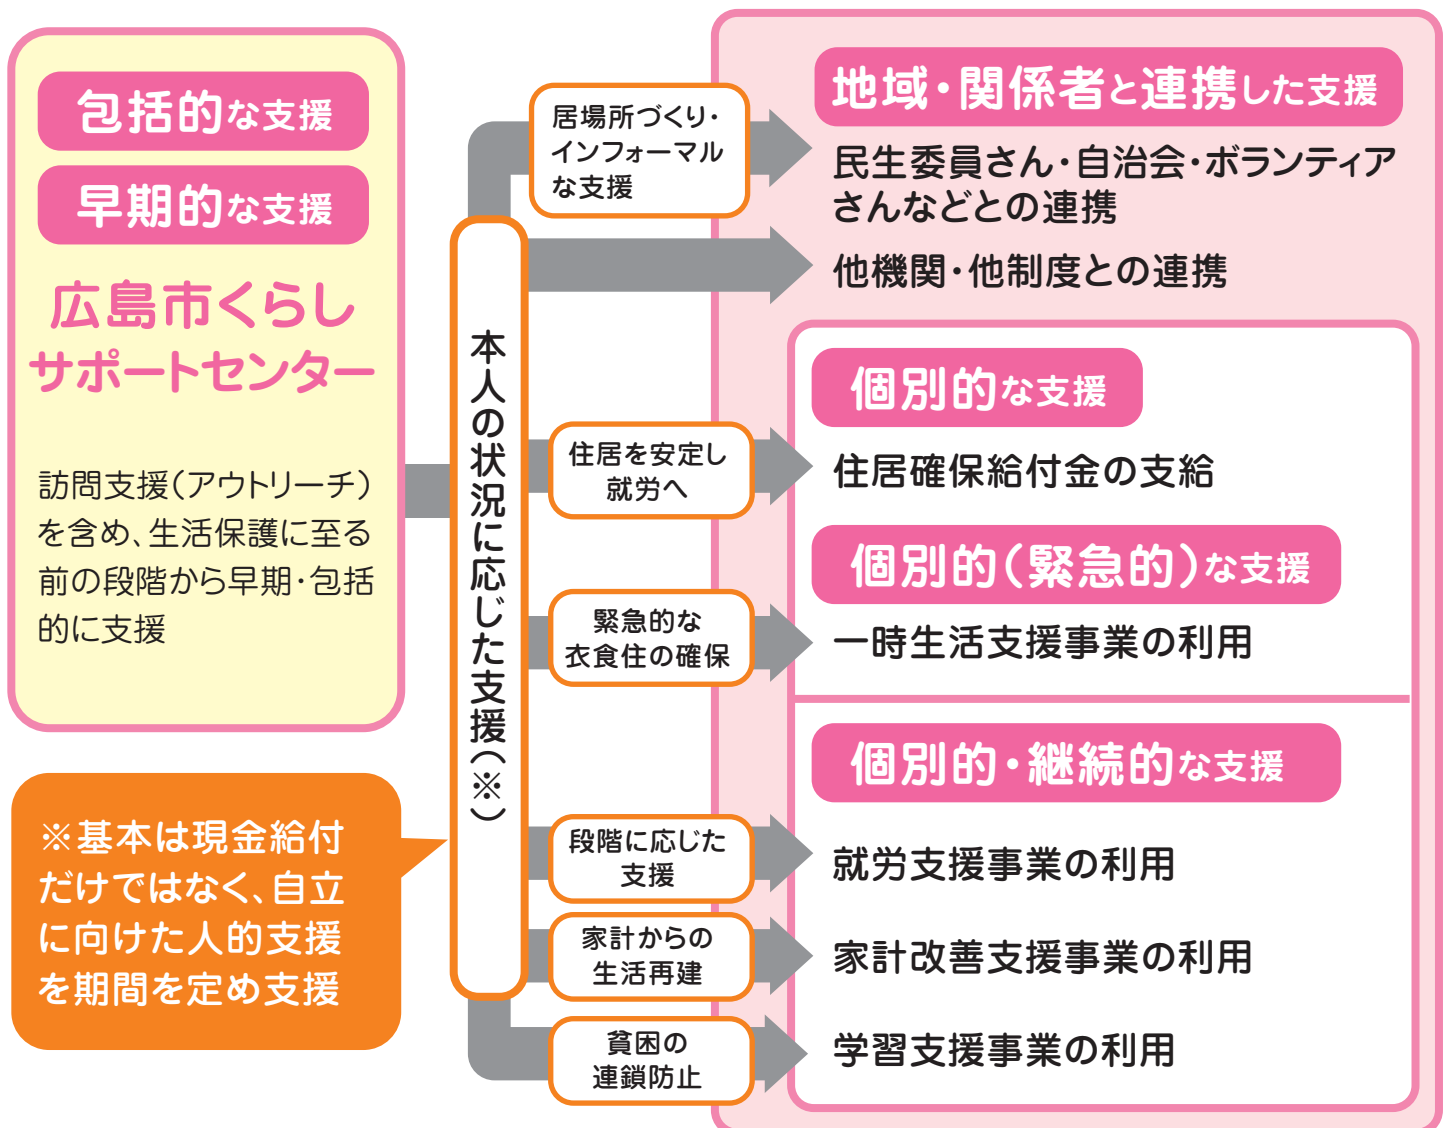 包括的な支援
早期的な支援
広島市くらし
サポートセンター
訪問支援(アウトリーチ)
を含め、生活保護に至る
前の段階から早期・包括
的に支援
※基本は現金給付
だけではなく、自立
に向けた人的支援
を期間を定め支援
本人の状況に応じた支援(※)
居場所づくり・
インフォーマル
な支援
地域・関係者と連携した支援
民生委員さん・自治会・ボランティア
さんなどとの連携
他機関・他制度との連携
個別的な支援
住居を安定し
就労へ
住居確保給付金の支給
個別的(緊急的)な支援
緊急的な
衣食住の確保
一時生活支援事業の利用
個別的・継続的な支援
段階に応じた
支援
就労支援事業の利用
家計からの
生活再建
家計改善支援事業の利用
貧困の
連鎖防止
学習支援事業の利用